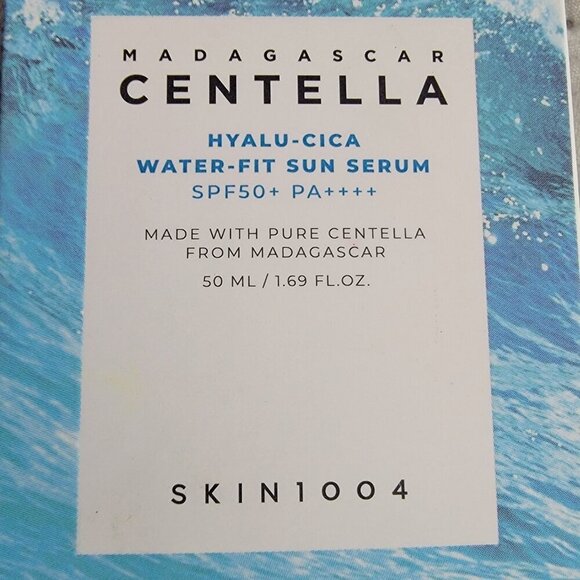 MADAGASCAR
CENTELLA
HYALU-CICA
WATER-FIT SUN SERUM
SPF50+ PA++++
MADE WITH PURE CENTELLA
FROM MADAGASCAR
50 ML / 1.69 FL.OZ.
SKIN1004